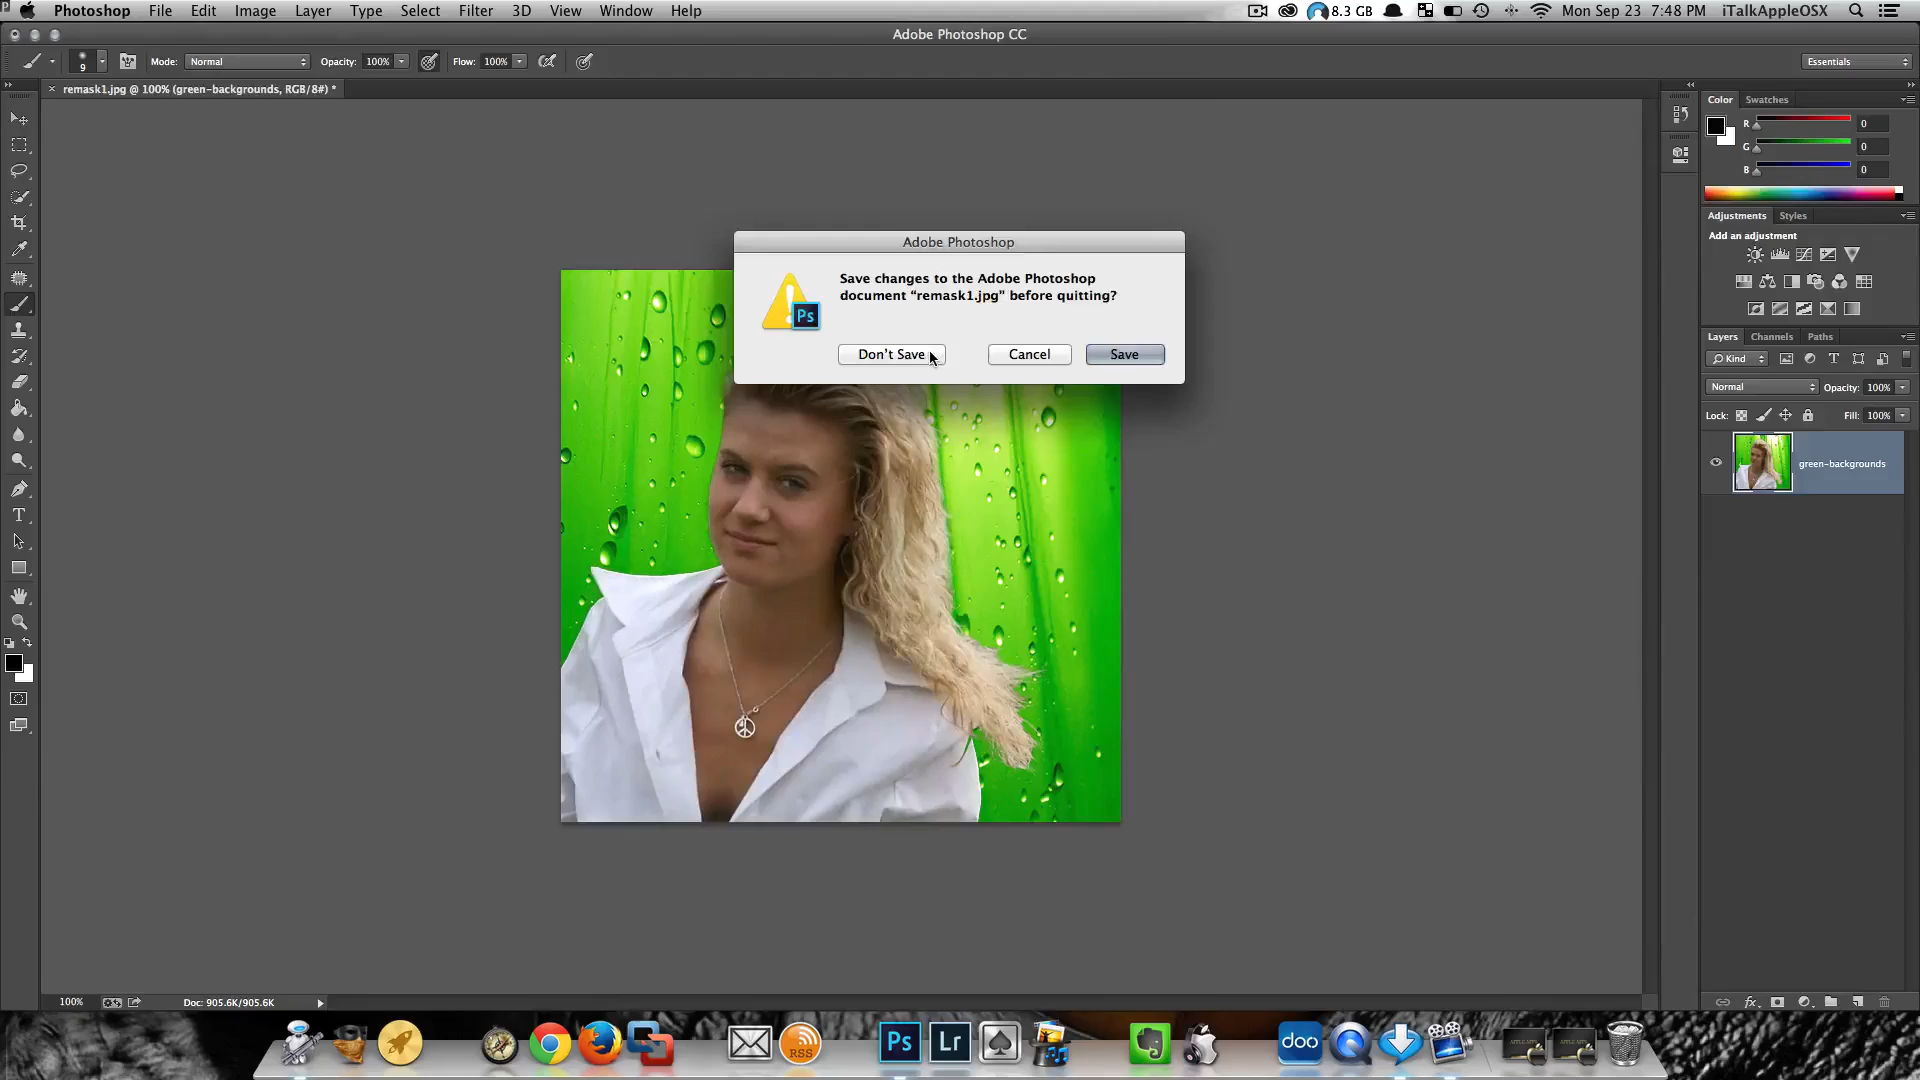 Photoshop File Edit Image Layer Type Select Filter 3D View Window Help 8.3 GB Mon Sep 23 7:48 PM iTalkAppleOSX
Adobe Photoshop CC
9 Mode: Normal Opacity: 100% Flow: 100% Essentials
remask1.jpg @ 100% (green-backgrounds, RGB/8#) *
Color Swatches
R 0
G 0
B 0
Adjustments Styles
Add an adjustment
Adobe Photoshop
Save changes to the Adobe Photoshop
document “remask1.jpg” before quitting?
Ps
Don't Save Cancel Save
Layers Channels Paths
Kind
Normal Opacity: 100%
Lock: Fill: 100%
green-backgrounds
100% Doc: 905.6K/905.6K
RSS Ps Lr doo